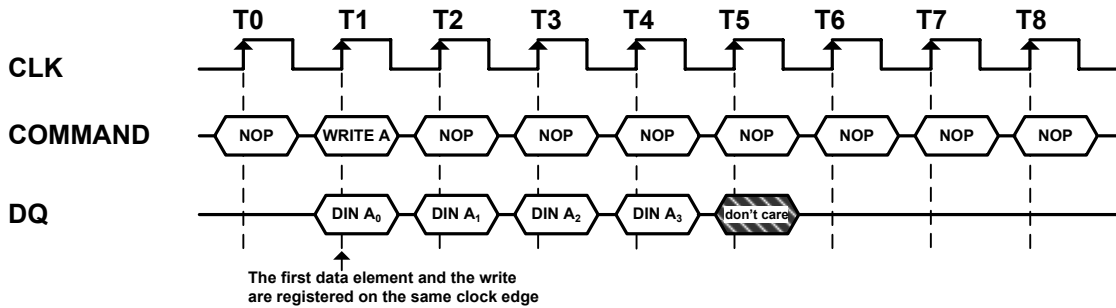 T0 T1 T2 T3 T4 T5 T6 T7 T8
CLK
COMMAND NOP WRITE A NOP NOP NOP NOP NOP NOP NOP
DQ DIN A₀ DIN A₁ DIN A₂ DIN A₃ don't care
The first data element and the write
are registered on the same clock edge